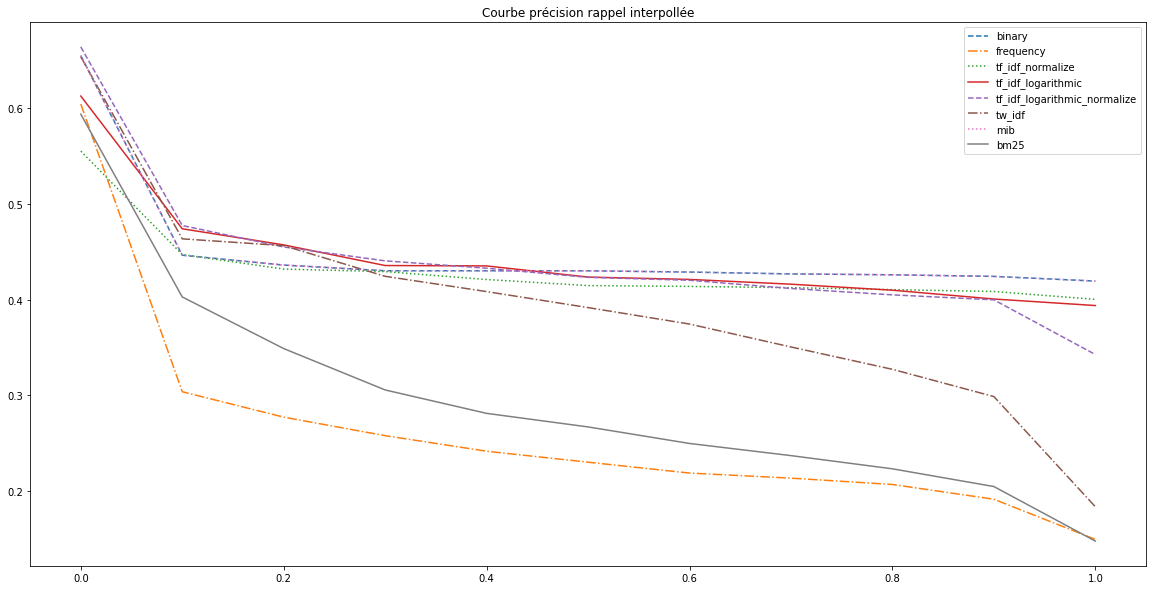 Courbe précision rappel interpollée
binary
frequency
tf_idf_normalize
tf_idf_logarithmic
tf_idf_logarithmic_normalize
tw_idf
mib
bm25
0.6
0.5
0.4
0.3
0.2
0.0
0.2
0.4
0.6
0.8
1.0